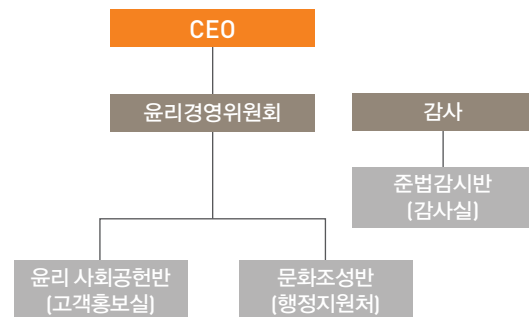 CEO
윤리경영위원회
감사
준법감시반
(감사실)
윤리 사회공헌반
(고객홍보실)
문화조성반
(행정지원처)